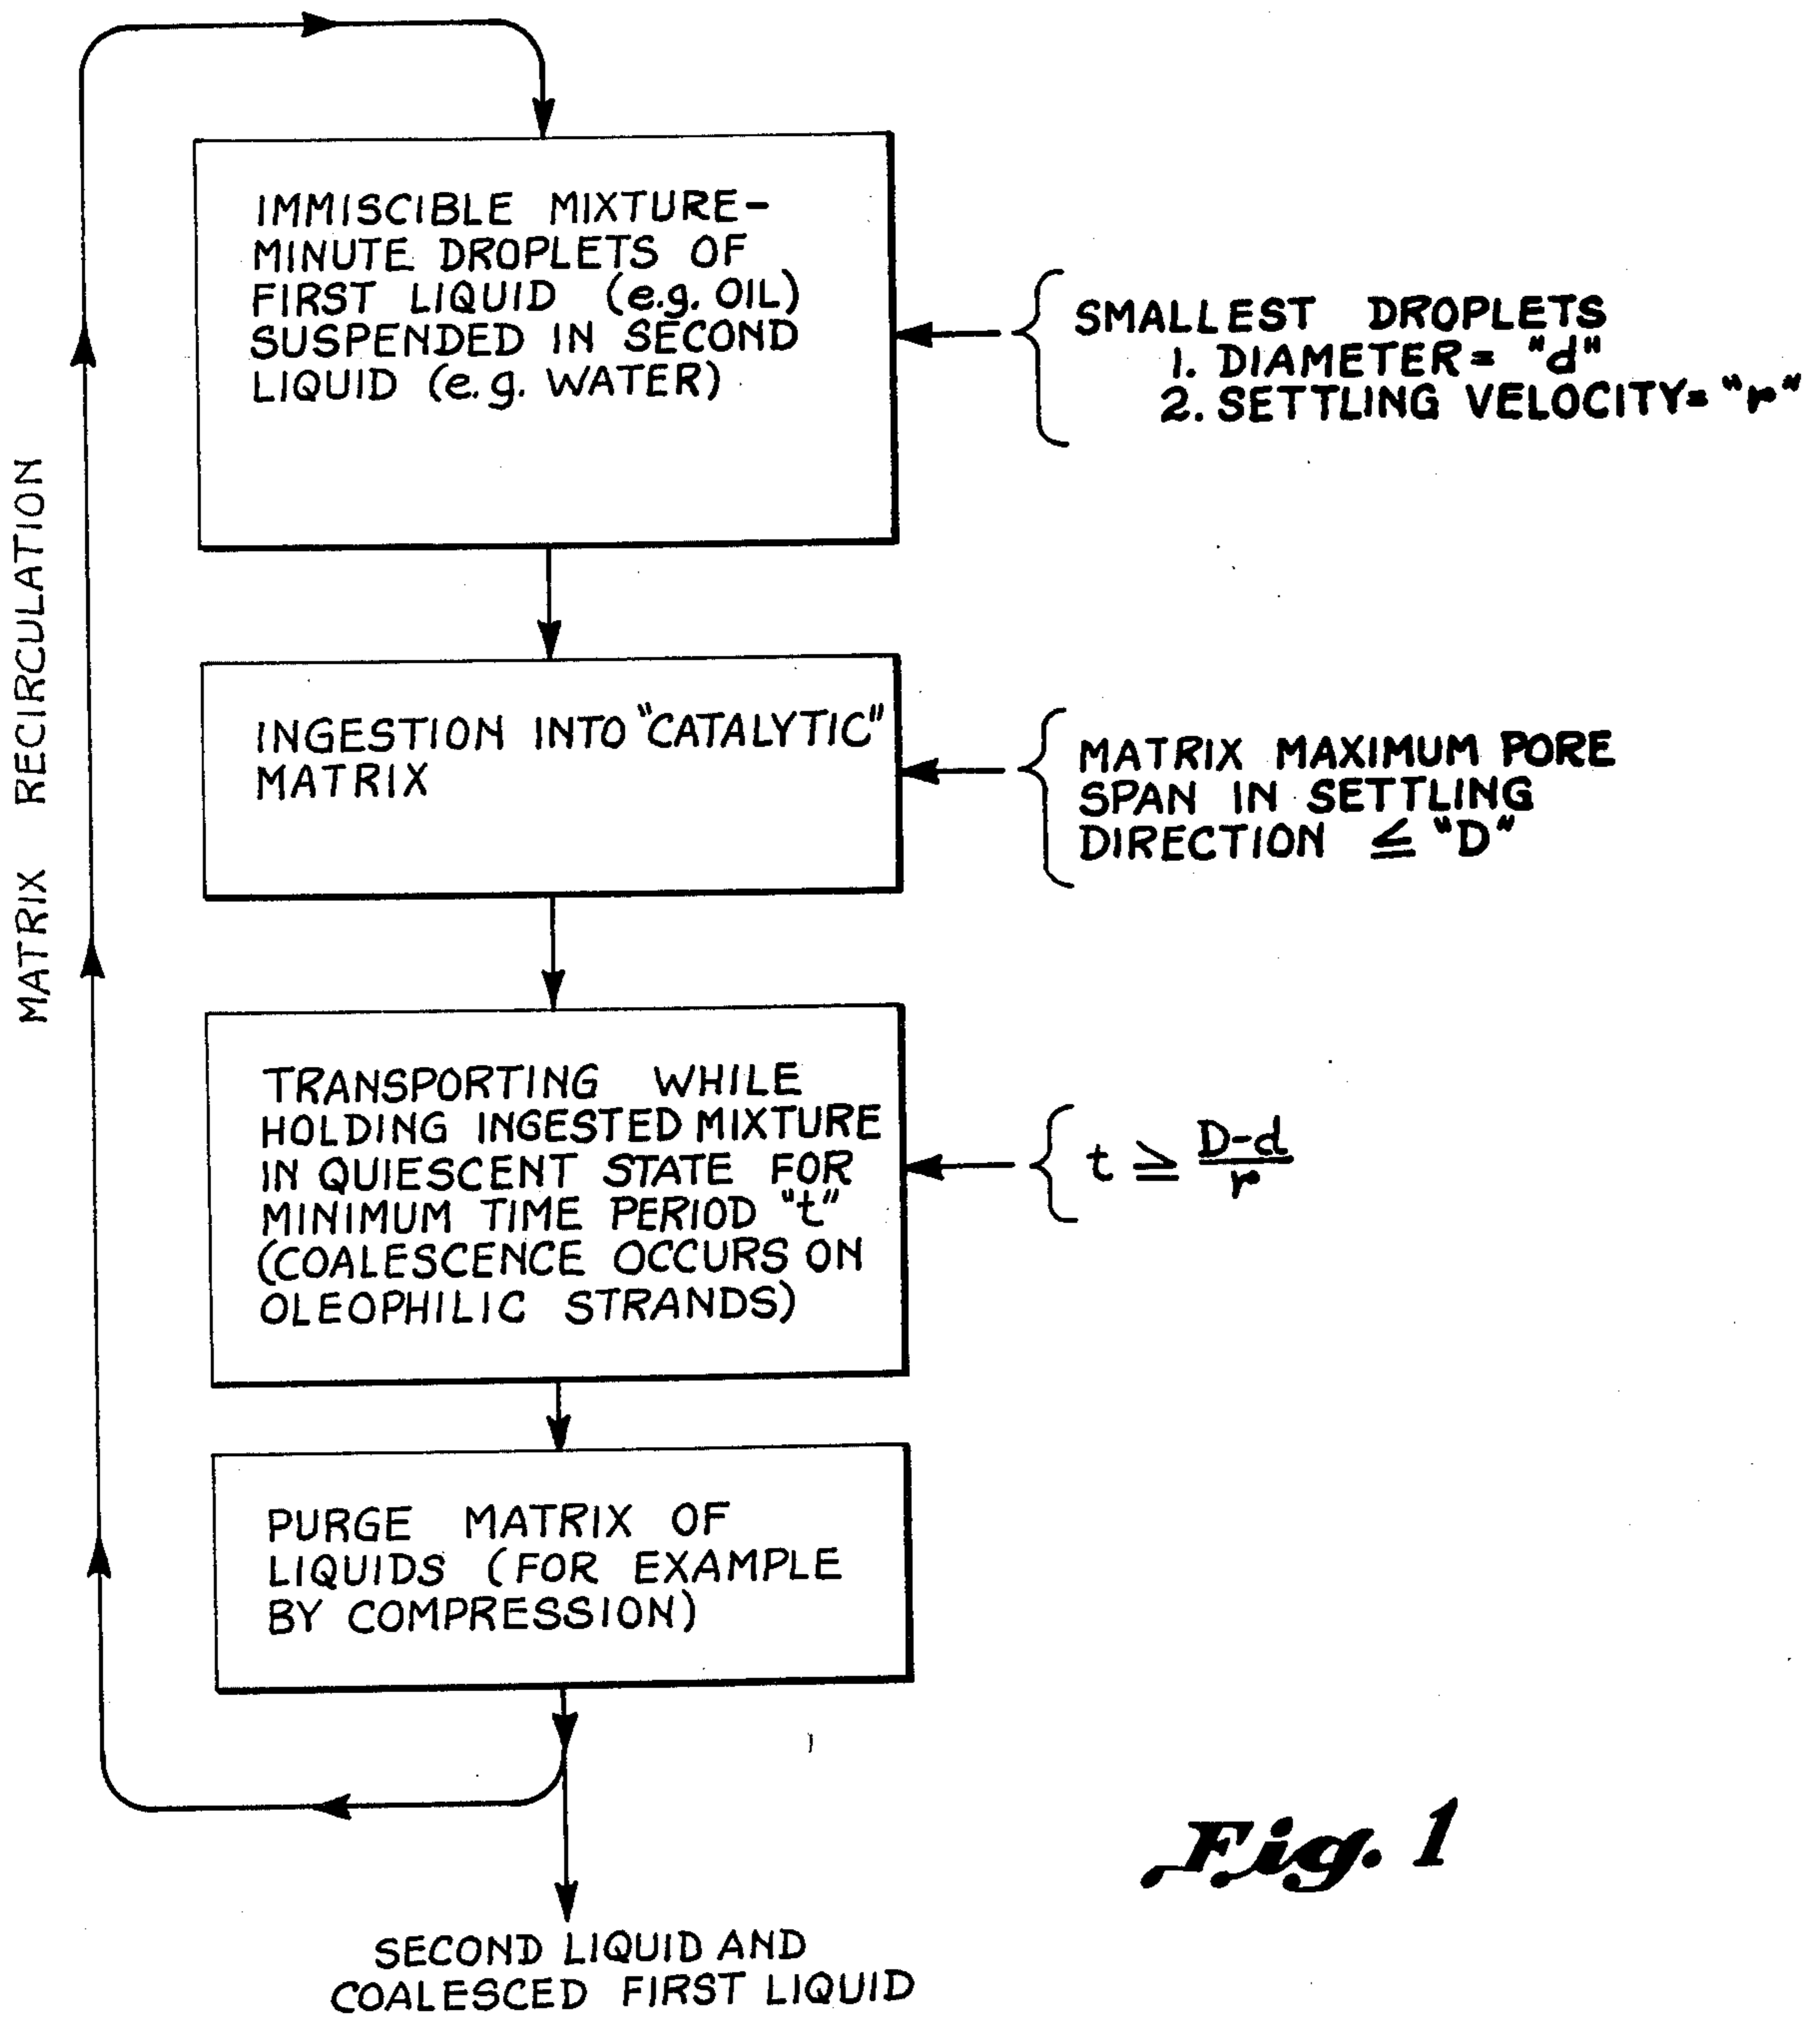 IMMISCIBLE MIXTURE-
MINUTE DROPLETS OF
FIRST LIQUID (e.g. OIL)
SUSPENDED IN SECOND
LIQUID (e.g. WATER)
SMALLEST DROPLETS
1. DIAMETER = "d"
2. SETTLING VELOCITY = "r"
MATRIX RECIRCULATION
INGESTION INTO "CATALYTIC"
MATRIX
MATRIX MAXIMUM PORE
SPAN IN SETTLING
DIRECTION ≦ "D"
TRANSPORTING WHILE
HOLDING INGESTED MIXTURE
IN QUIESCENT STATE FOR
MINIMUM TIME PERIOD "t"
(COALESCENCE OCCURS ON
OLEOPHILIC STRANDS)
t ≧ D-d
r
PURGE MATRIX OF
LIQUIDS (FOR EXAMPLE
BY COMPRESSION)
SECOND LIQUID AND
COALESCED FIRST LIQUID
Fig. 1